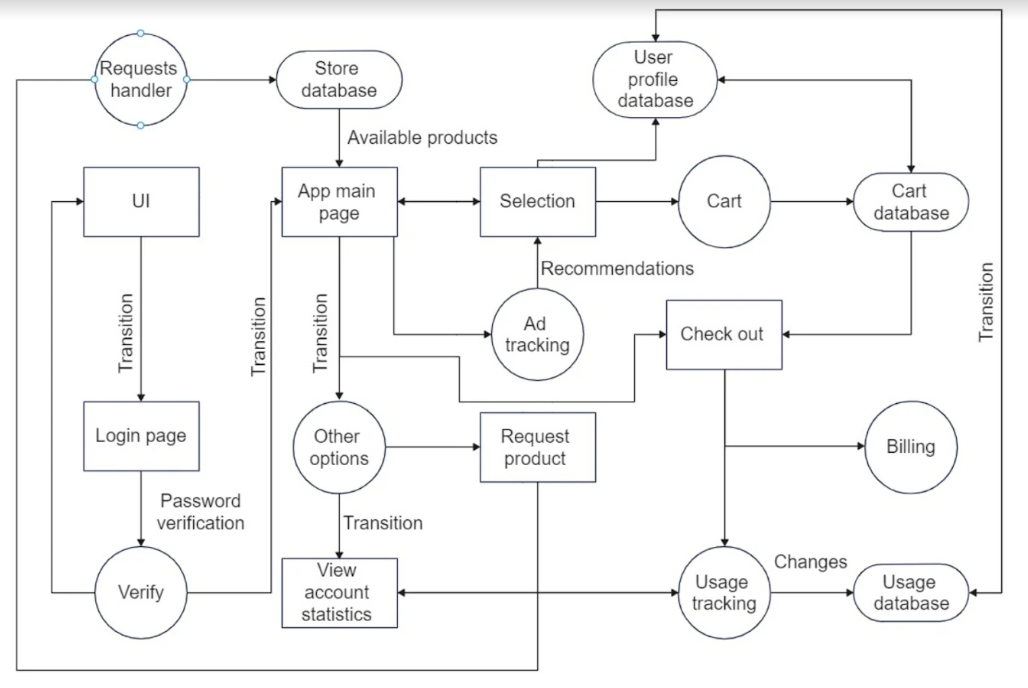 Requests
handler
Store
database
User
profile
database
Available products
UI
App main
page
Selection
Cart
Cart
database
Recommendations
Transition
Transition
Transition
Transition
Ad
tracking
Check out
Login page
Other
options
Request
product
Billing
Password
verification
Transition
Verify
View
account
statistics
Usage
tracking
Changes
Usage
database